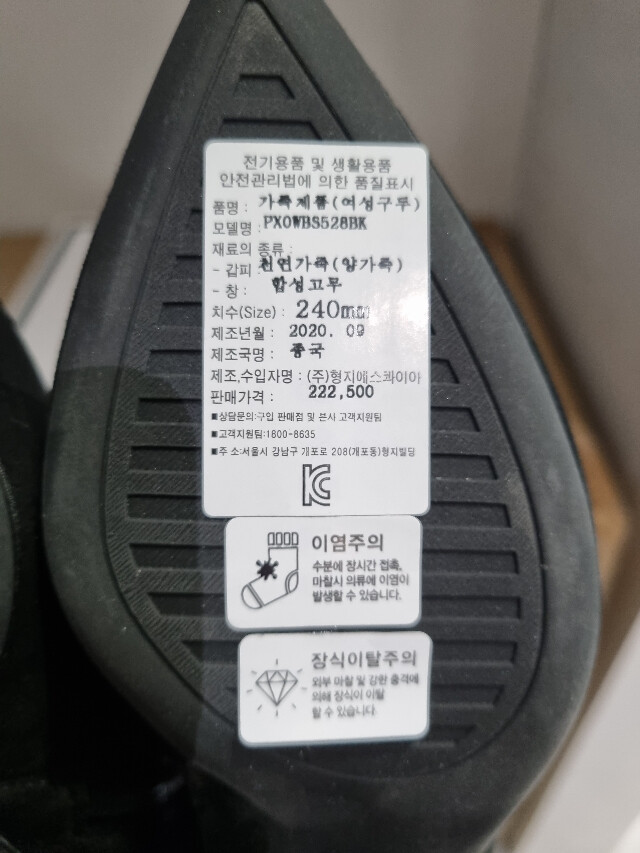 전기용품 및 생활용품
안전관리법에 의한 품질표시
품명 : 가죽제품(여성구두)
모델명 : PX0WBS528BK
재료의 종류 :
- 갑피 : 천연가죽(양가죽)
- 창 : 합성고무
치수(Size) : 240mm
제조년월 : 2020. 09
제조국명 : 중국
제조,수입자명 : (주)형지에스콰이아
판매가격 : 222,500
■상담문의:구입 판매점 및 본사 고객지원팀
■고객지원팀:1800-8635
■주 소:서울시 강남구 개포로 208(개포동)형지빌딩
KC
이염주의
수분에 장시간 접촉,
마찰시 의류에 이염이
발생할 수 있습니다.
장식이탈주의
외부 마찰 및 강한 충격에
의해 장식이 이탈
할 수 있습니다.